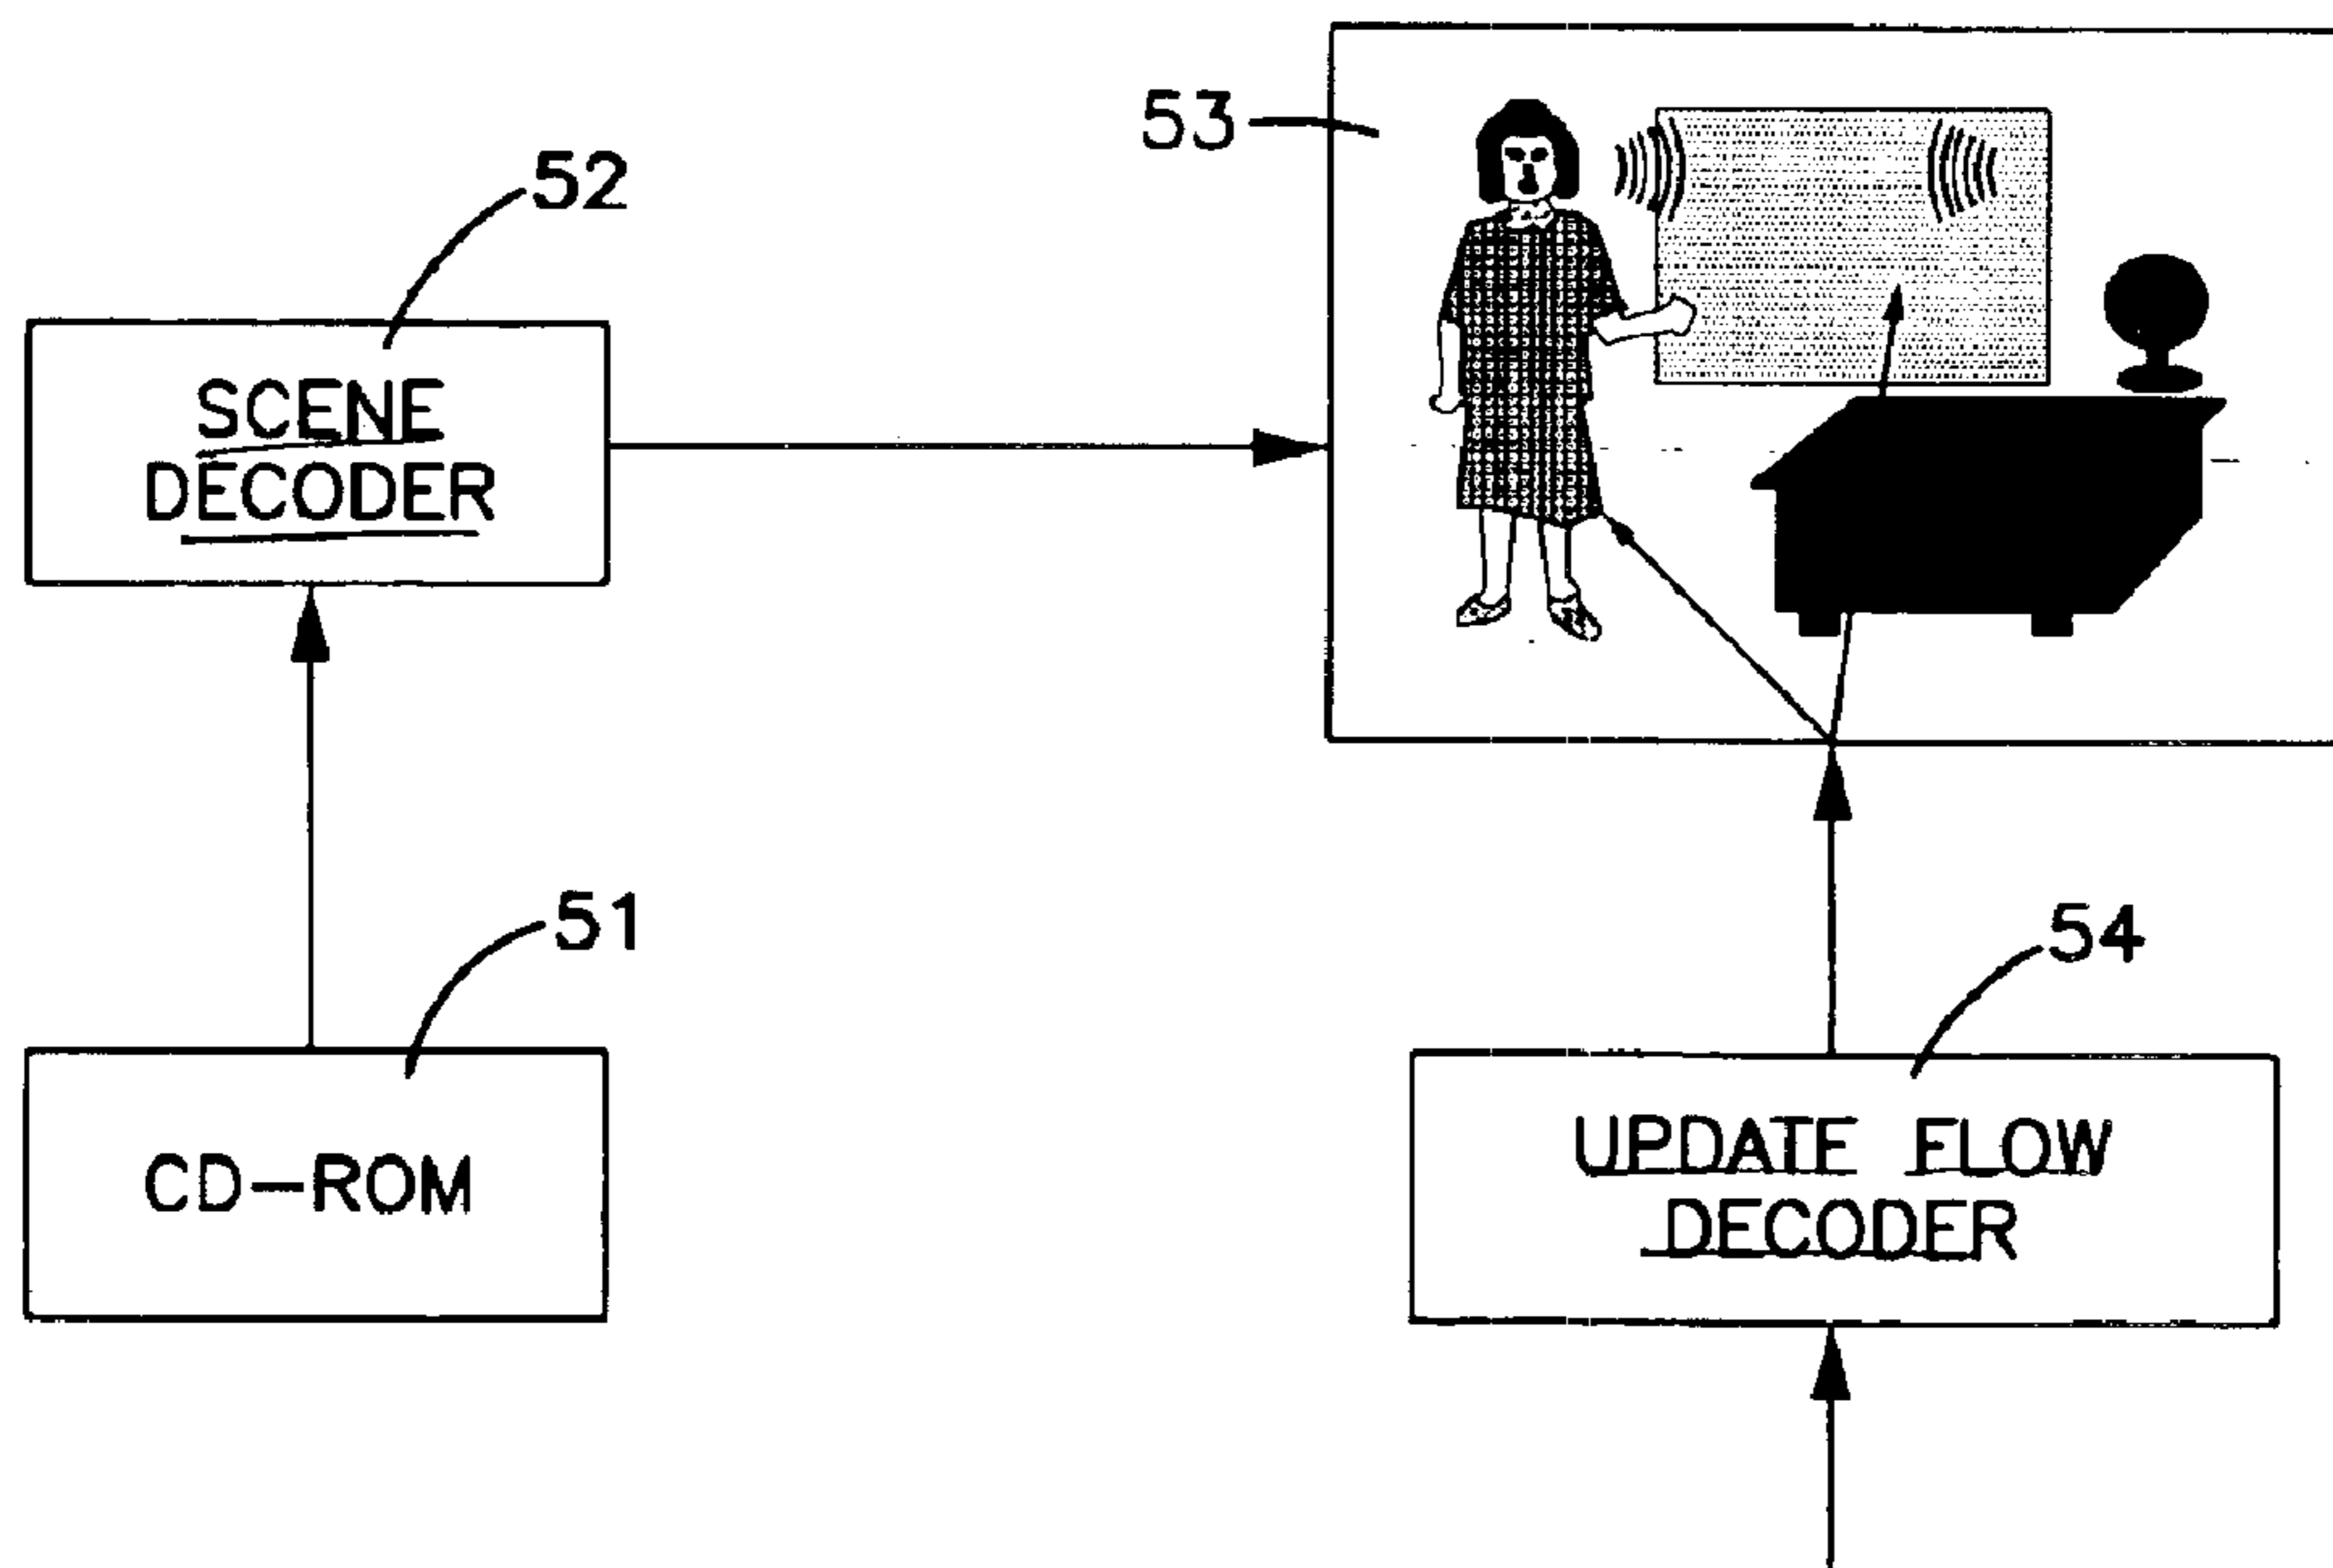 53
52
SCENE
DECODER
51
CD-ROM
54
UPDATE FLOW
DECODER